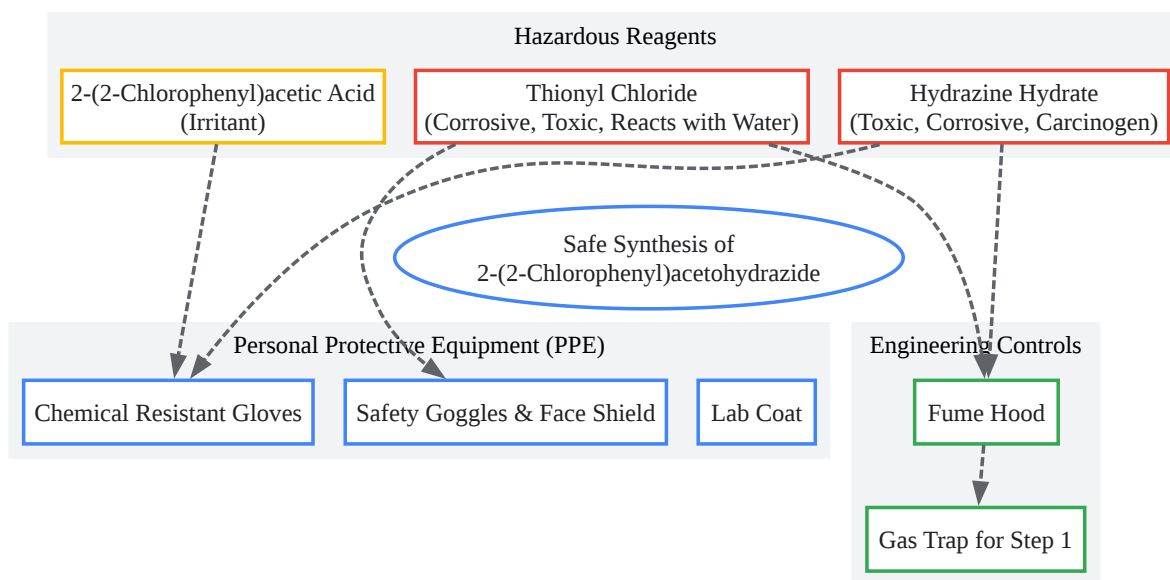 Hazardous Reagents
2-(2-Chlorophenyl)acetic Acid
(Irritant)
Thionyl Chloride
(Corrosive, Toxic, Reacts with Water)
Hydrazine Hydrate
(Toxic, Corrosive, Carcinogen)
Safe Synthesis of
2-(2-Chlorophenyl)acetohydrazide
Personal Protective Equipment (PPE)
Chemical Resistant Gloves
Safety Goggles & Face Shield
Lab Coat
Engineering Controls
Fume Hood
Gas Trap for Step 1